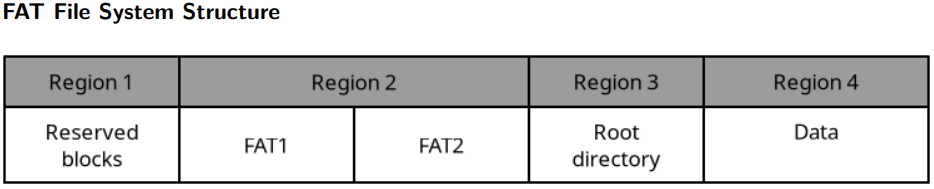 FAT File System Structure
Region 1 Region 2 Region 3 Region 4
Reserved
blocks
FAT1
FAT2
Root
directory
Data